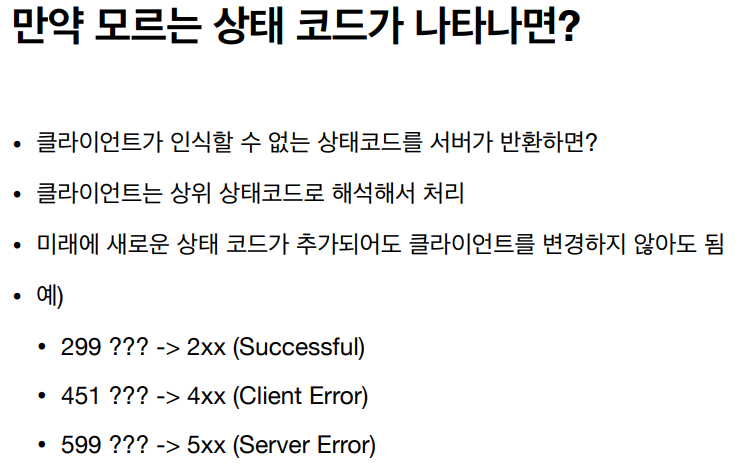 만약 모르는 상태 코드가 나타나면?
• 클라이언트가 인식할 수 없는 상태코드를 서버가 반환하면?
• 클라이언트는 상위 상태코드로 해석해서 처리
• 미래에 새로운 상태 코드가 추가되어도 클라이언트를 변경하지 않아도 됨
• 예)
• 299 ??? -> 2xx (Successful)
• 451 ??? -> 4xx (Client Error)
• 599 ??? -> 5xx (Server Error)